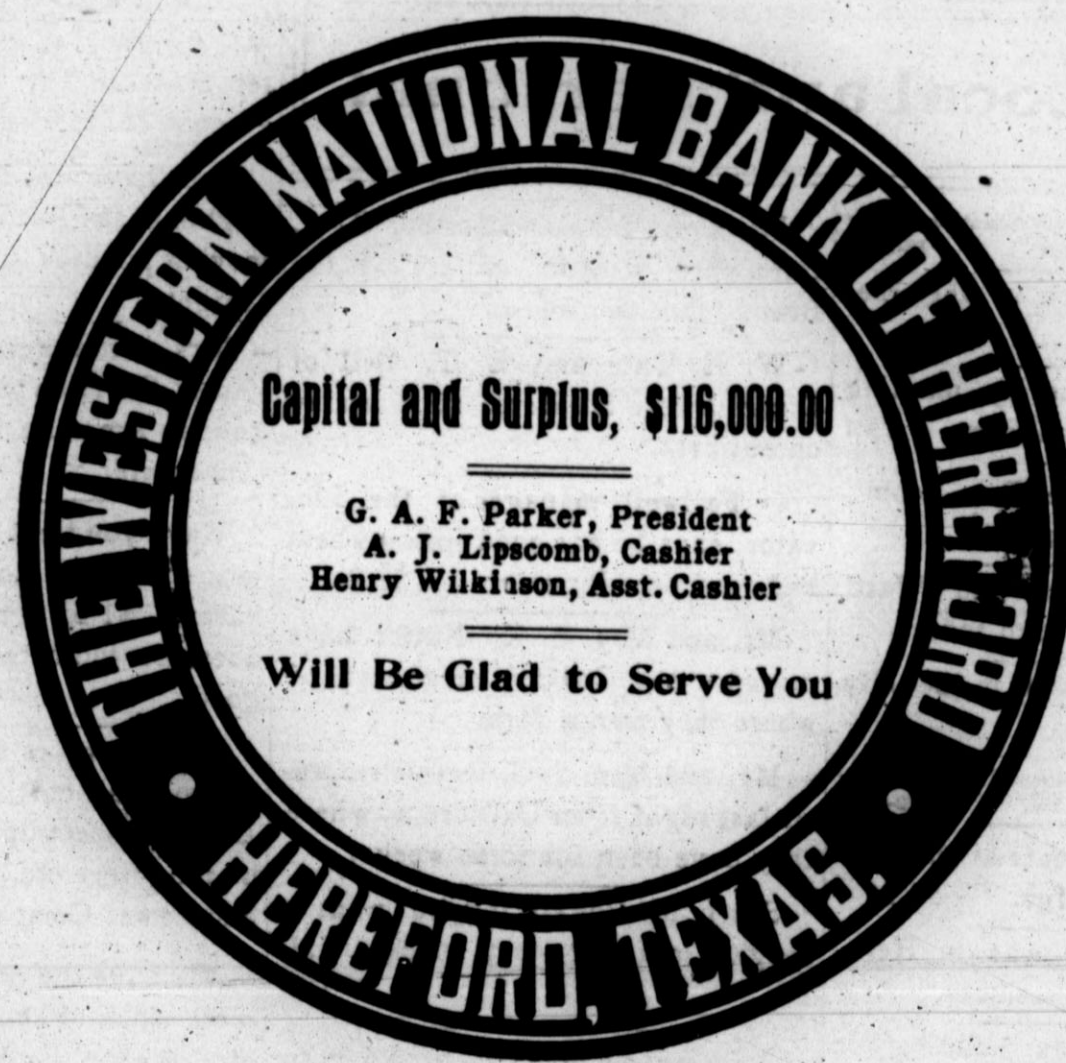 THE WESTERN NATIONAL BANK OF HEREFORD
Capital and Surplus, $116,000.00
G. A. F. Parker, President
A. J. Lipscomb, Cashier
Henry Wilkinson, Asst. Cashier
Will Be Glad to Serve You
HEREFORD, TEXAS.